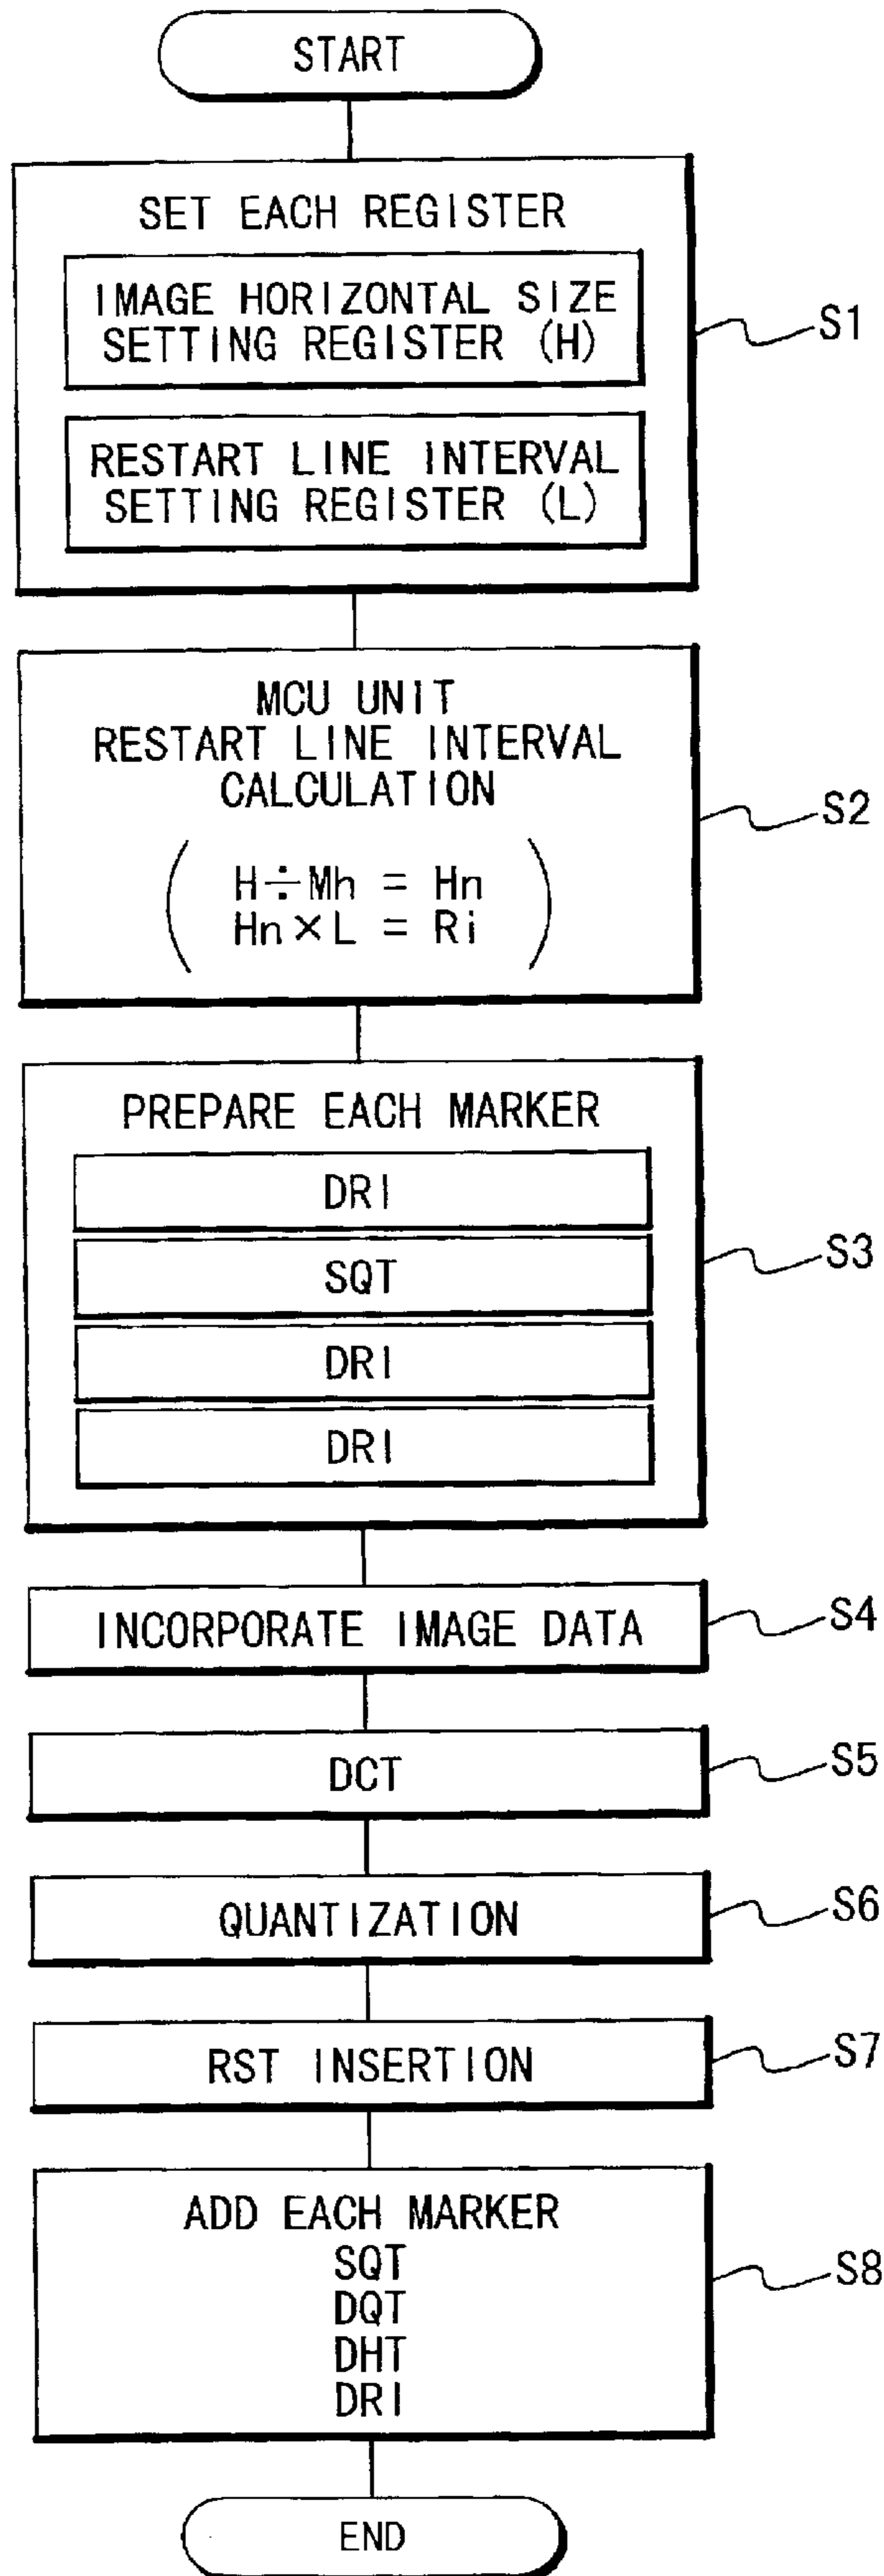 START
SET EACH REGISTER
IMAGE HORIZONTAL SIZE
SETTING REGISTER (H)
S1
RESTART LINE INTERVAL
SETTING REGISTER (L)
MCU UNIT
RESTART LINE INTERVAL
CALCULATION
S2
H÷Mh = Hn
Hn×L = Ri
PREPARE EACH MARKER
DRI
SQT
S3
DRI
DRI
INCORPORATE IMAGE DATA
S4
DCT
S5
QUANTIZATION
S6
RST INSERTION
S7
ADD EACH MARKER
SQT
S8
DQT
DHT
DRI
END